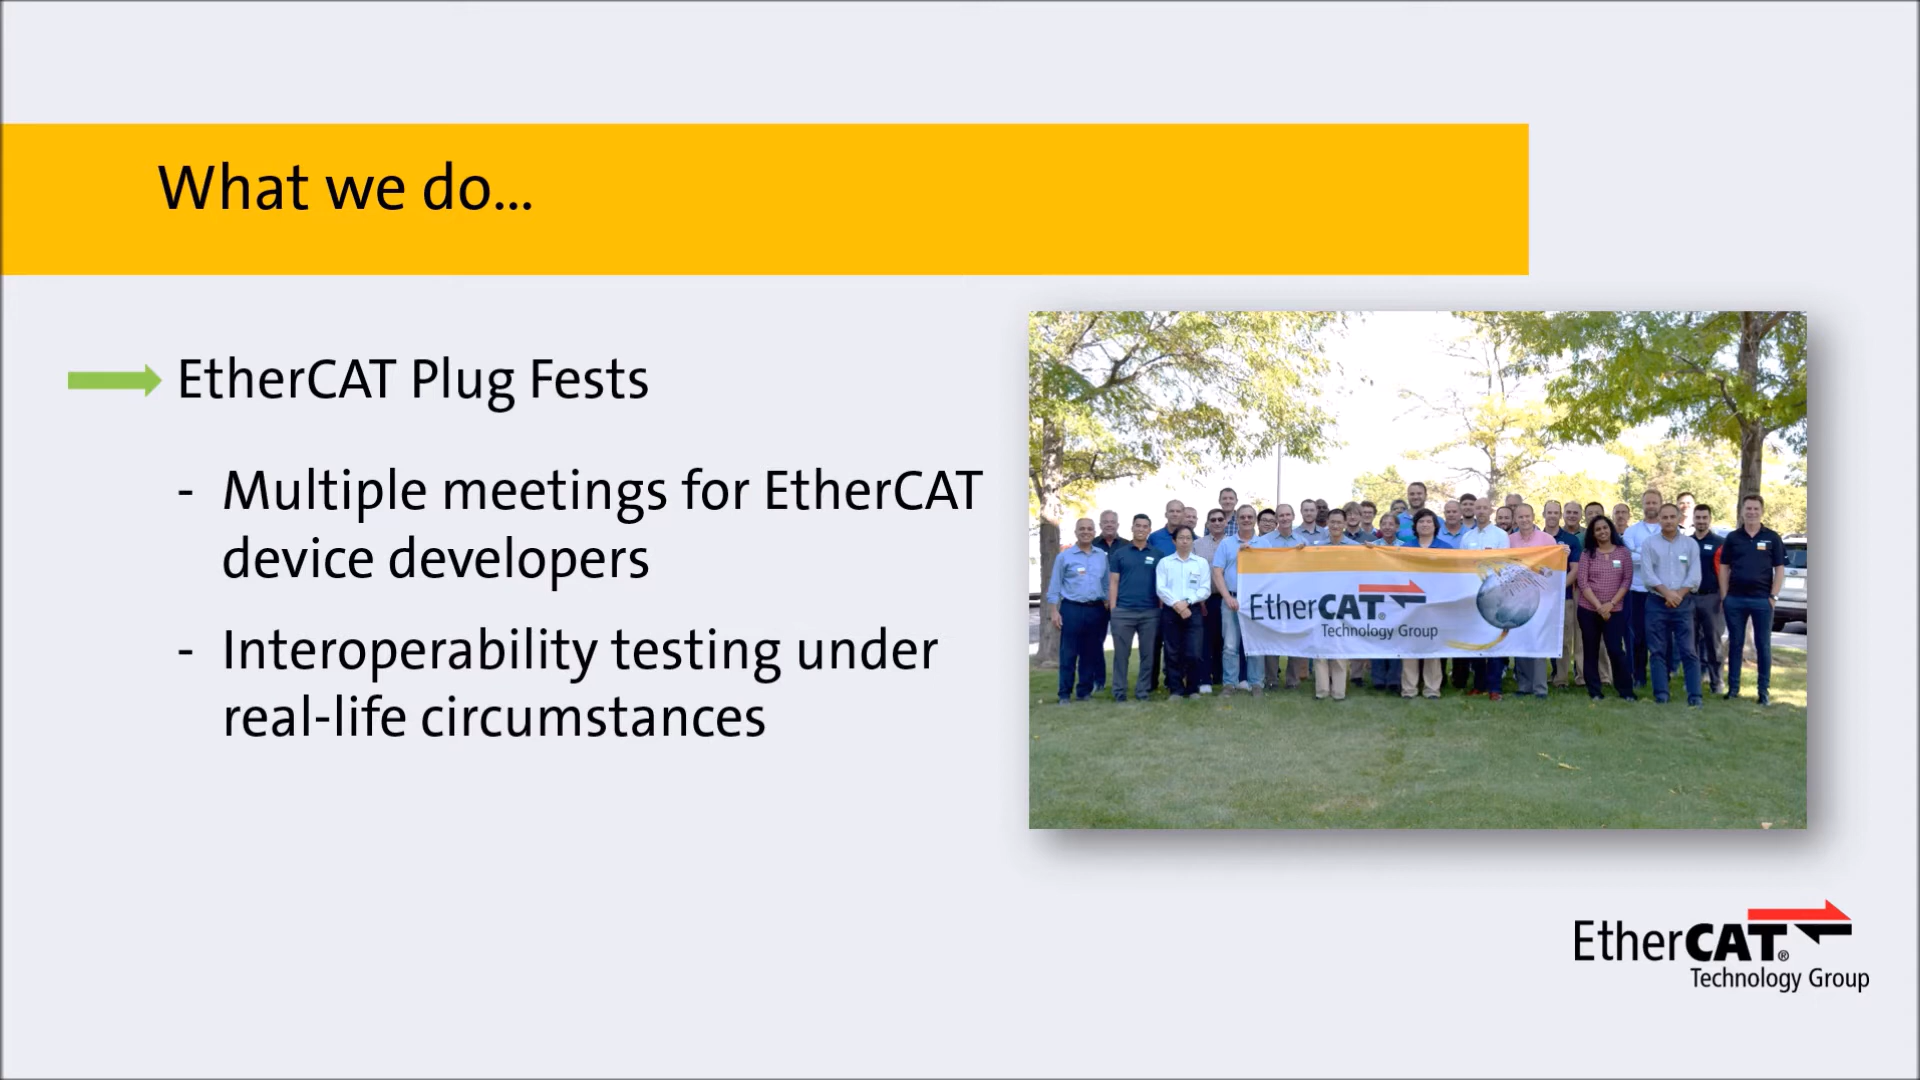 What we do...
EtherCAT Plug Fests
- Multiple meetings for EtherCAT
device developers
- Interoperability testing under
real-life circumstances
EtherCAT®
Technology Group
EtherCAT®
Technology Group